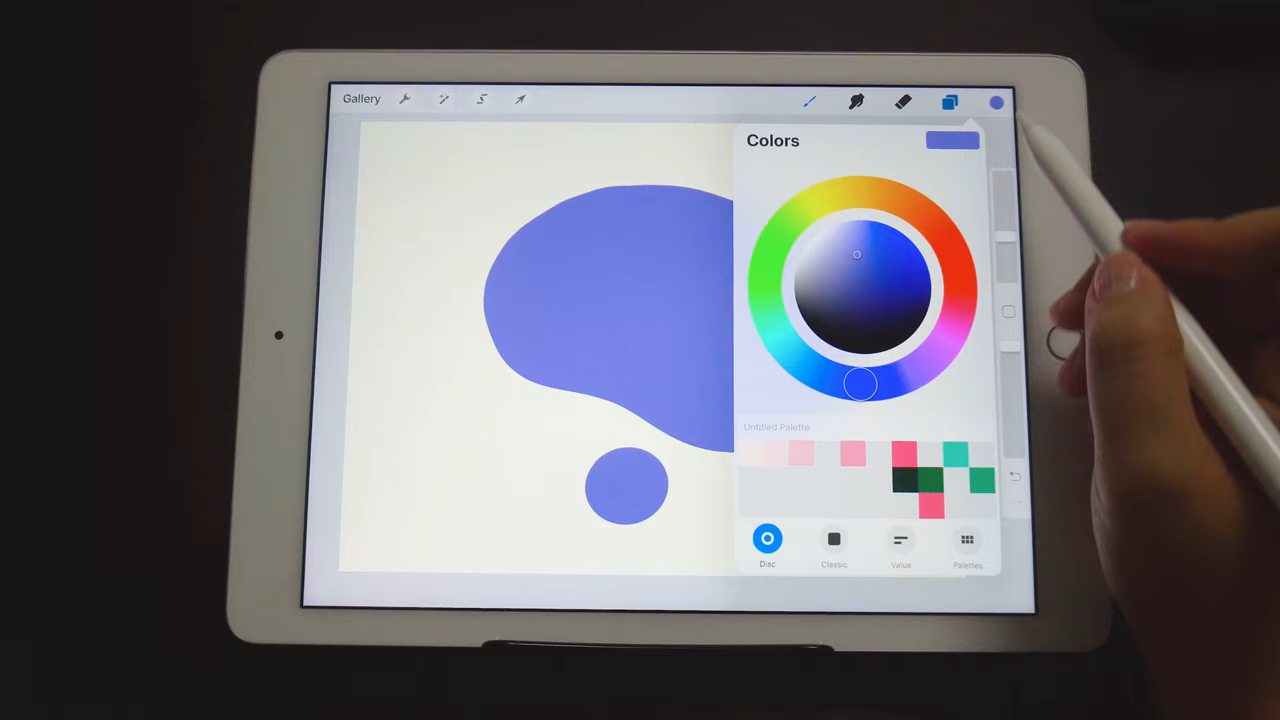 Gallery
Colors
Untitled Palette
Disc
Classic
Value
Palettes